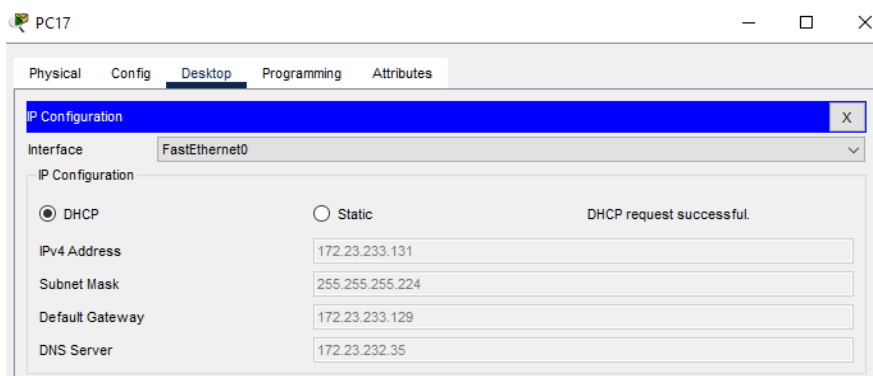 PC17
Physical Config Desktop Programming Attributes
IP Configuration X
Interface FastEthernet0
IP Configuration
DHCP Static DHCP request successful.
IPv4 Address 172.23.233.131
Subnet Mask 255.255.255.224
Default Gateway 172.23.233.129
DNS Server 172.23.232.35